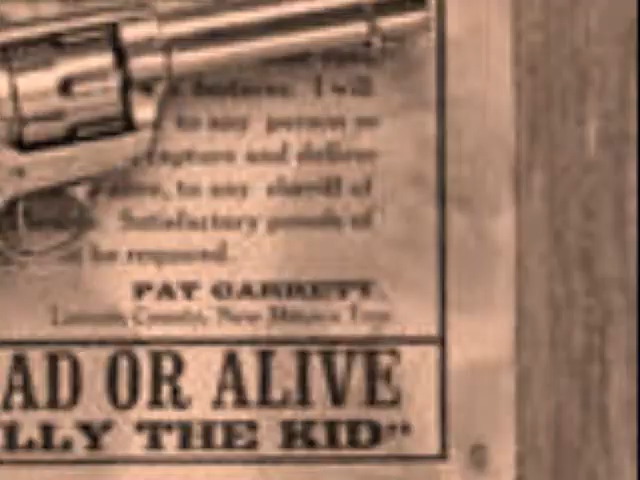 features. I will
to any person or
capture and deliver
to any sheriff of
Satisfactory proofs of
be required.
PAT GARRETT,
County, New Mexico
AD OR ALIVE
LLY THE KID"